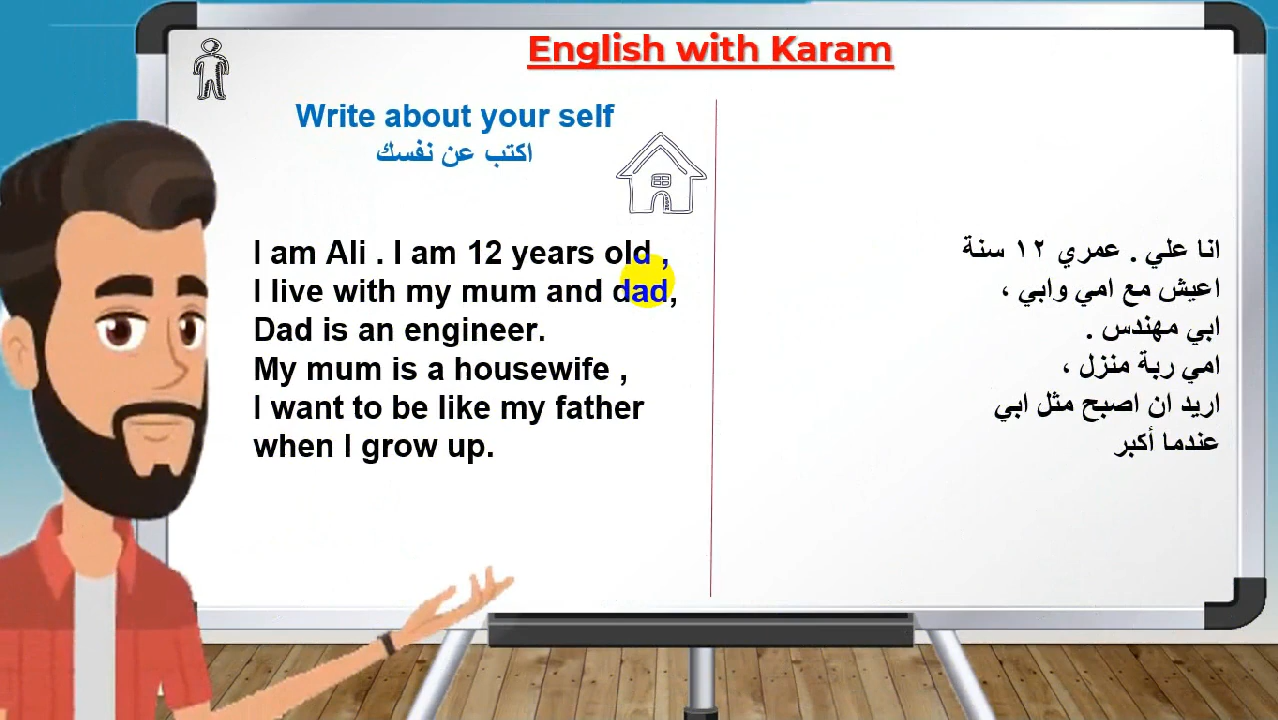 English with Karam
Write about your self
اكتب عن نفسك
I am Ali . I am 12 years old ,
I live with my mum and dad,
Dad is an engineer.
My mum is a housewife ,
I want to be like my father
when I grow up.
انا علي . عمري ١٢ سنة
اعيش مع امي وابي ،
ابي مهندس .
امي ربة منزل ،
اريد ان اصبح مثل ابي
عندما أكبر